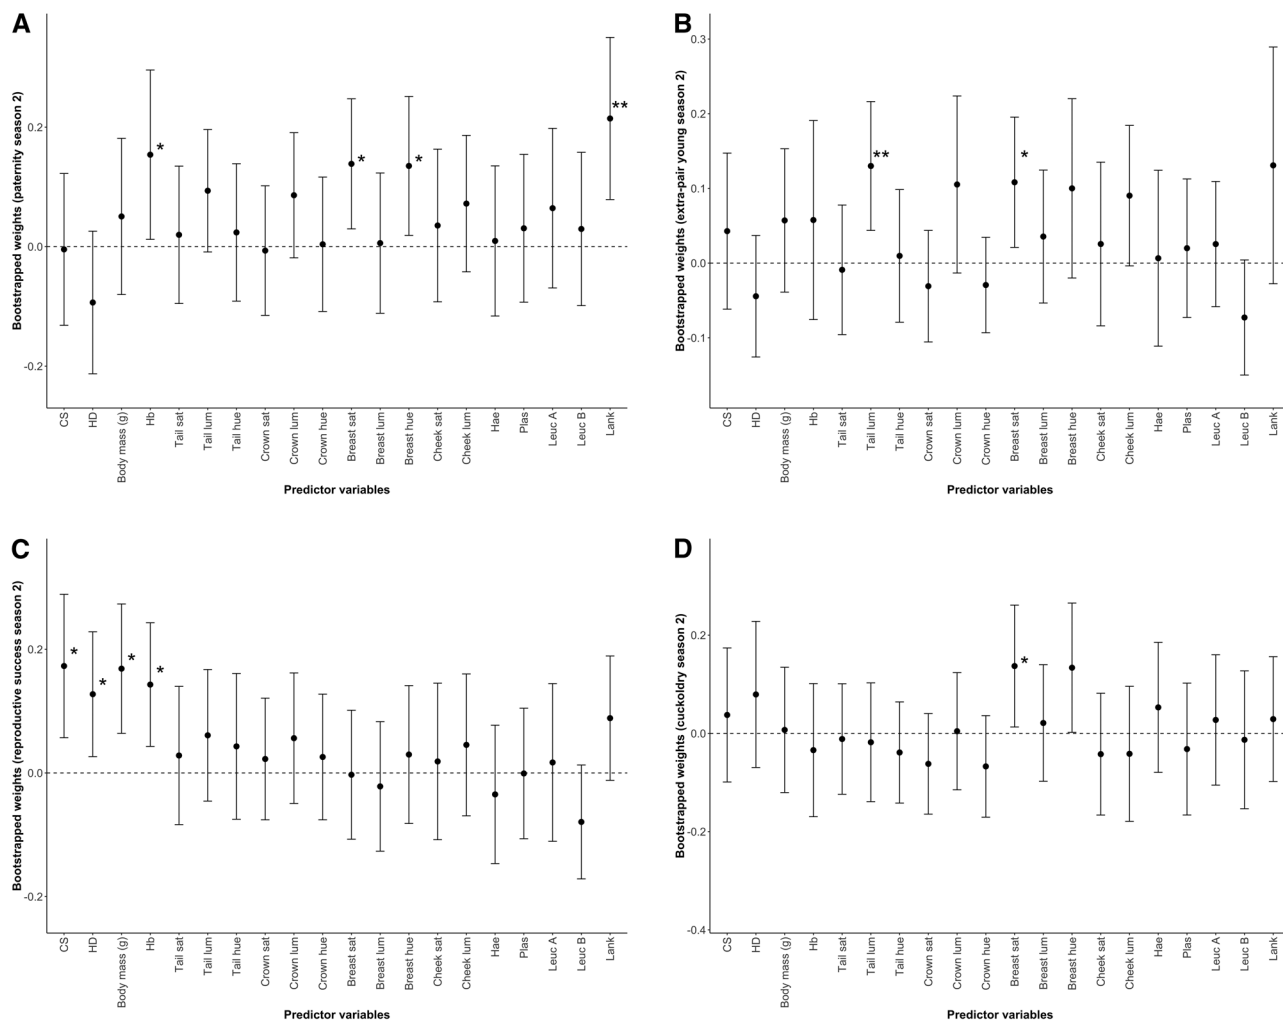 A
Bootstrapped weights (paternity season 2)
0.2
0.0
-0.2
*
*
*
**
CS
HD
Body mass (g)
Hb
Tail sat
Tail lum
Tail hue
Crown sat
Crown lum
Crown hue
Breast sat
Breast lum
Breast hue
Cheek sat
Cheek lum
Hae
Plas
Leuc A
Leuc B
Lank
Predictor variables
B
Bootstrapped weights (extra-pair young season 2)
0.3
0.2
0.1
0.0
-0.1
**
*
CS
HD
Body mass (g)
Hb
Tail sat
Tail lum
Tail hue
Crown sat
Crown lum
Crown hue
Breast sat
Breast lum
Breast hue
Cheek sat
Cheek lum
Hae
Plas
Leuc A
Leuc B
Lank
Predictor variables
C
Bootstrapped weights (reproductive success season 2)
0.2
0.0
-0.2
*
*
*
*
CS
HD
Body mass (g)
Hb
Tail sat
Tail lum
Tail hue
Crown sat
Crown lum
Crown hue
Breast sat
Breast lum
Breast hue
Cheek sat
Cheek lum
Hae
Plas
Leuc A
Leuc B
Lank
Predictor variables
D
Bootstrapped weights (cuckoldry season 2)
0.2
0.0
-0.2
-0.4
*
CS
HD
Body mass (g)
Hb
Tail sat
Tail lum
Tail hue
Crown sat
Crown lum
Crown hue
Breast sat
Breast lum
Breast hue
Cheek sat
Cheek lum
Hae
Plas
Leuc A
Leuc B
Lank
Predictor variables